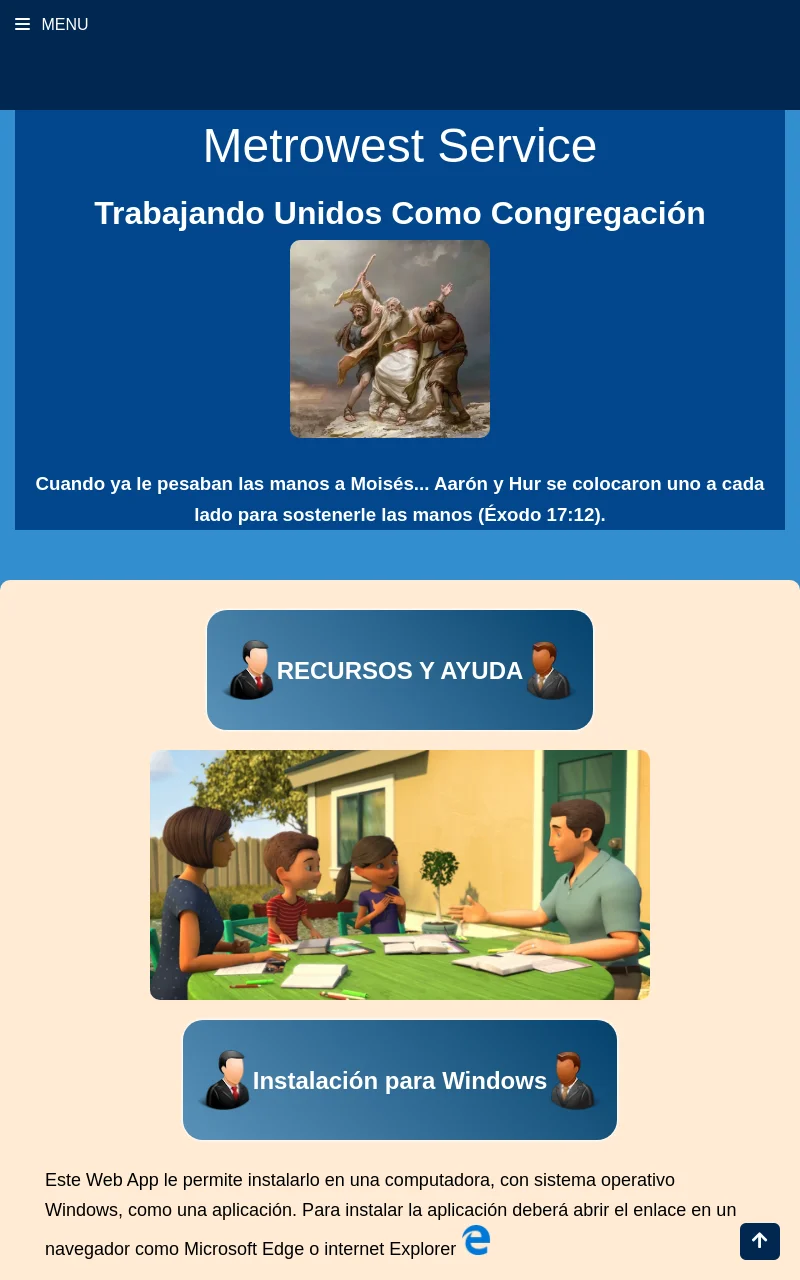 MENU
Metrowest Service
Trabajando Unidos Como Congregación
Cuando ya le pesaban las manos a Moisés... Aarón y Hur se colocaron uno a cada
lado para sostenerle las manos (Éxodo 17:12).
RECURSOS Y AYUDA
Instalación para Windows
Este Web App le permite instalarlo en una computadora, con sistema operativo
Windows, como una aplicación. Para instalar la aplicación deberá abrir el enlace en un
navegador como Microsoft Edge o internet Explorer